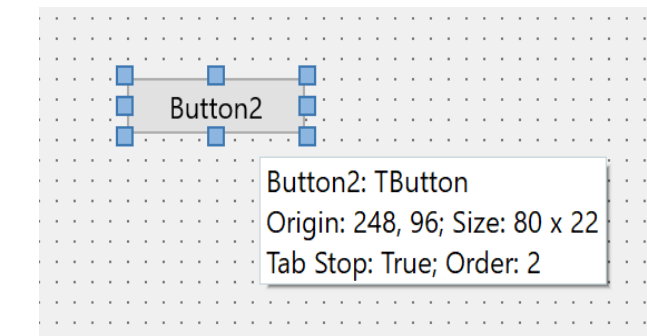 Button2
Button2: TButton
Origin: 248, 96; Size: 80 x 22
Tab Stop: True; Order: 2